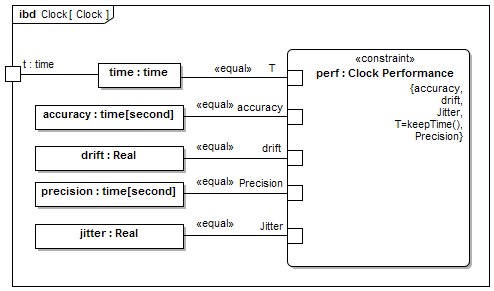 ibd Clock [ Clock ]
t : time
time : time
«equal»
T
accuracy : time[second]
«equal»
accuracy
drift : Real
«equal»
drift
precision : time[second]
«equal»
Precision
jitter : Real
«equal»
Jitter
«constraint»
perf : Clock Performance
{accuracy,
drift,
Jitter,
T=keepTime(),
Precision}